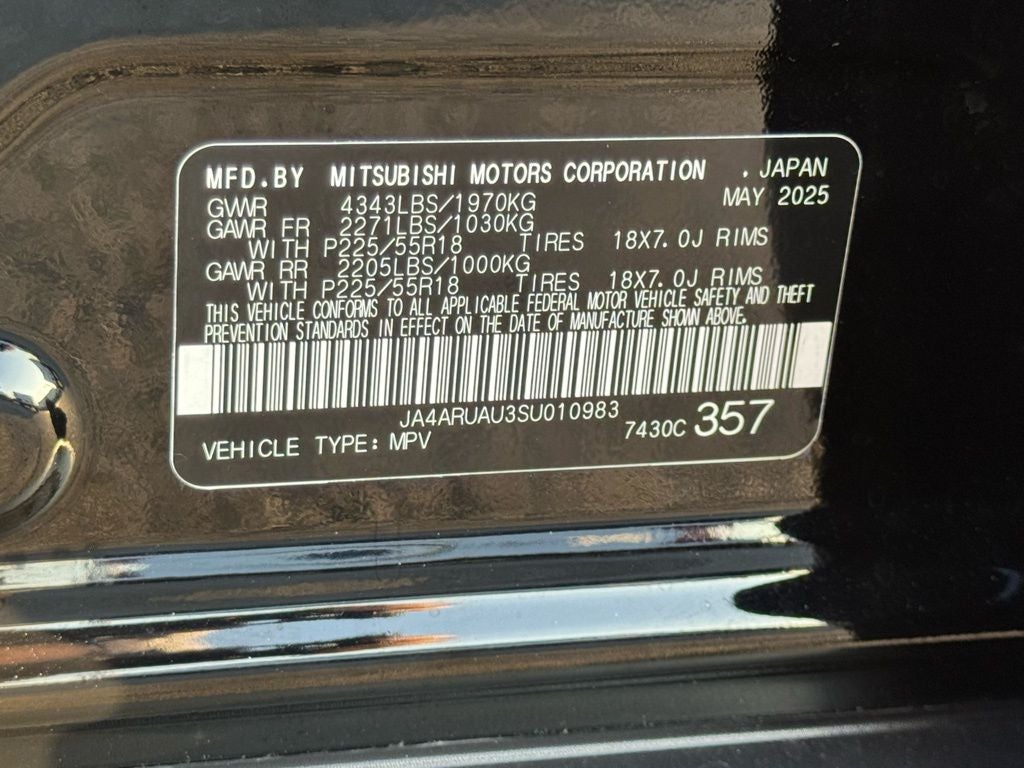 MFD.BY MITSUBISHI MOTORS CORPORATION . JAPAN
GVWR 4343LBS/1970KG MAY 2025
GAWR FR 2271LBS/1030KG
WITH P225/55R18 TIRES 18X7.0J RIMS
GAWR RR 2205LBS/1000KG
WITH P225/55R18 TIRES 18X7.0J RIMS
THIS VEHICLE CONFORMS TO ALL APPLICABLE FEDERAL MOTOR VEHICLE SAFETY AND THEFT
PREVENTION STANDARDS IN EFFECT ON THE DATE OF MANUFACTURE SHOWN ABOVE.
JA4ARUAU3SU010983
VEHICLE TYPE: MPV 7430C 357